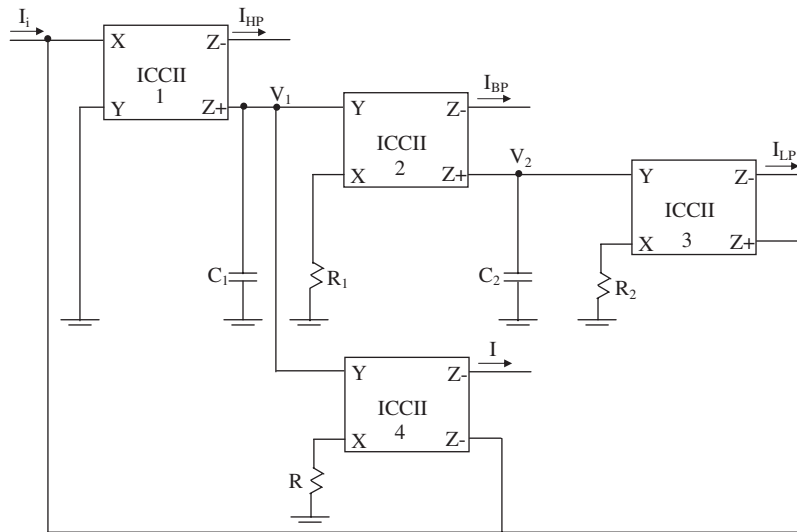 I_i
I_HP
X
Z-
ICCII
1
Y
Z+
V_1
I_BP
Y
Z-
ICCII
2
X
Z+
V_2
I_LP
Y
Z-
ICCII
3
X
Z+
C_1
R_1
C_2
R_2
I
Y
Z-
ICCII
4
X
Z-
R